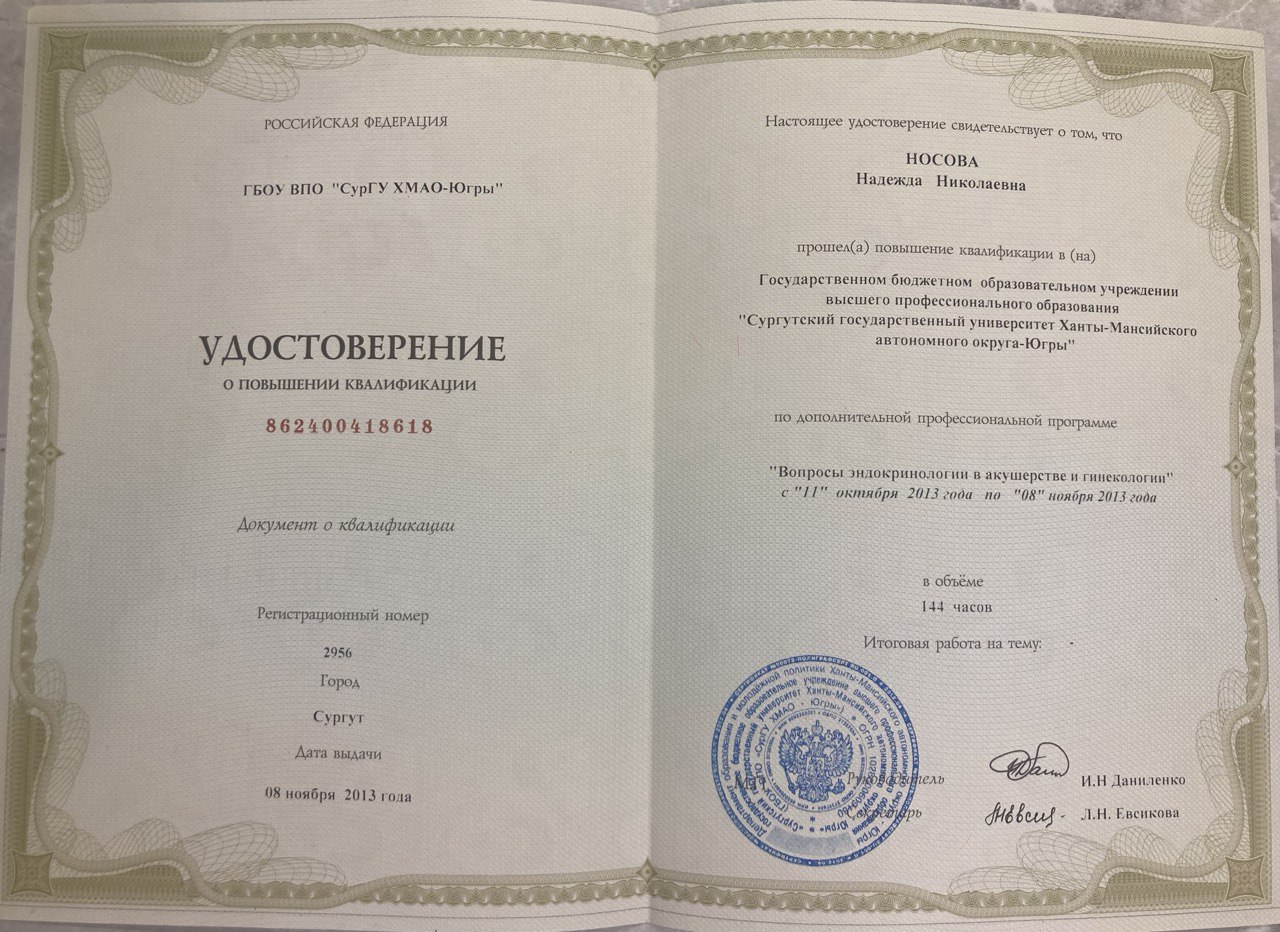 РОССИЙСКАЯ ФЕДЕРАЦИЯ
ГБОУ ВПО "СурГУ ХМАО-Югры"
УДОСТОВЕРЕНИЕ
О ПОВЫШЕНИИ КВАЛИФИКАЦИИ
862400418618
Документ о квалификации
Регистрационный номер
2956
Город
Сургут
Дата выдачи
08 ноября 2013 года
Настоящее удостоверение свидетельствует о том, что
НОСОВА
Надежда Николаевна
прошел(а) повышение квалификации в (на)
Государственном бюджетном образовательном учреждении
высшего профессионального образования
"Сургутский государственный университет Ханты-Мансийского
автономного округа-Югры"
по дополнительной профессиональной программе
"Вопросы эндокринологии в акушерстве и гинекологии"
с "11" октября 2013 года по "08" ноября 2013 года
в объёме
144 часов
Итоговая работа на тему: -
Руководитель
И.Н Даниленко
Секретарь
Л.Н. Евсикова